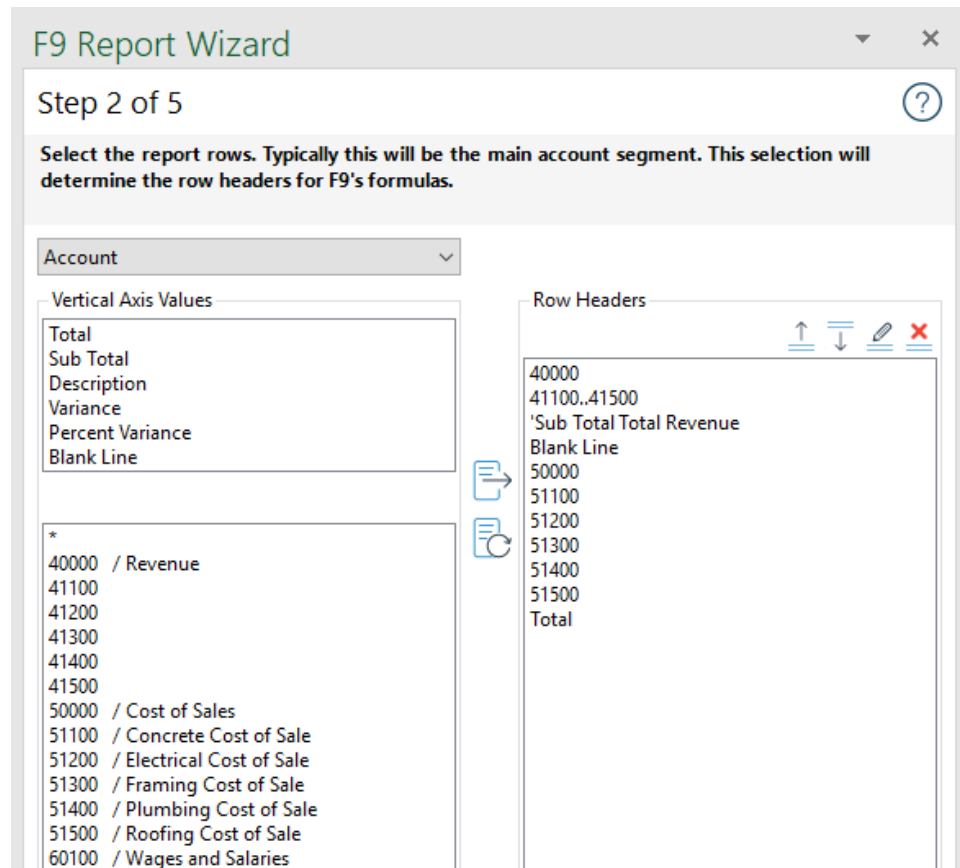 F9 Report Wizard
Step 2 of 5
?
Select the report rows. Typically this will be the main account segment. This selection will
determine the row headers for F9's formulas.
Account
Vertical Axis Values
Total
Sub Total
Description
Variance
Percent Variance
Blank Line
*
40000 / Revenue
41100
41200
41300
41400
41500
50000 / Cost of Sales
51100 / Concrete Cost of Sale
51200 / Electrical Cost of Sale
51300 / Framing Cost of Sale
51400 / Plumbing Cost of Sale
51500 / Roofing Cost of Sale
60100 / Wages and Salaries
Row Headers
40000
41100..41500
'Sub Total Total Revenue
Blank Line
50000
51100
51200
51300
51400
51500
Total